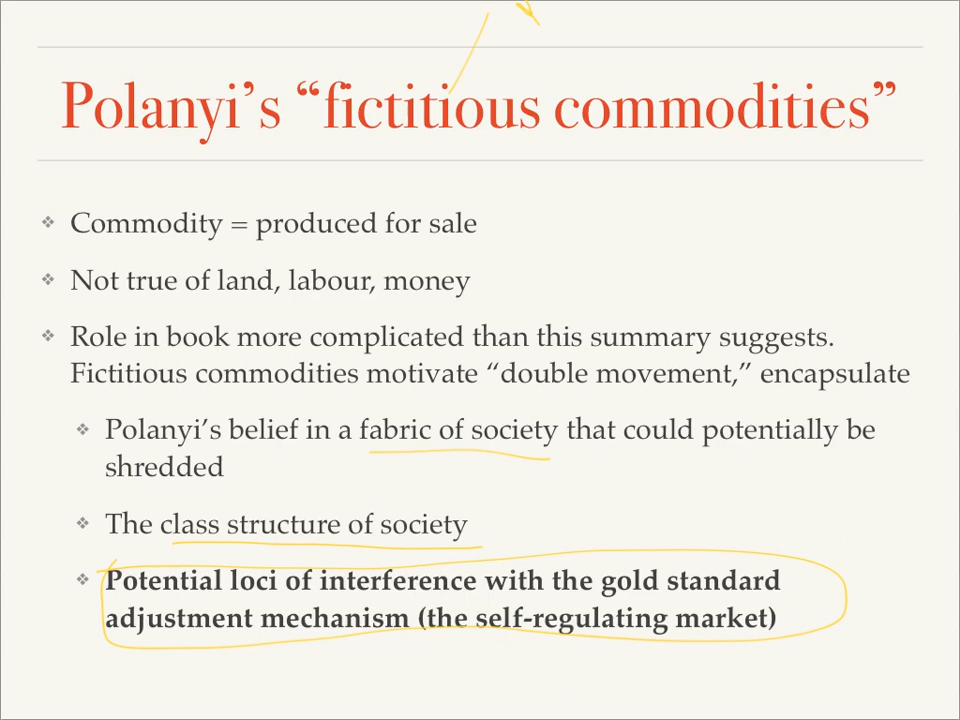 Polanyi’s “fictitious commodities”
Commodity = produced for sale
Not true of land, labour, money
Role in book more complicated than this summary suggests.
Fictitious commodities motivate “double movement,” encapsulate
Polanyi’s belief in a fabric of society that could potentially be
shredded
The class structure of society
Potential loci of interference with the gold standard
adjustment mechanism (the self-regulating market)